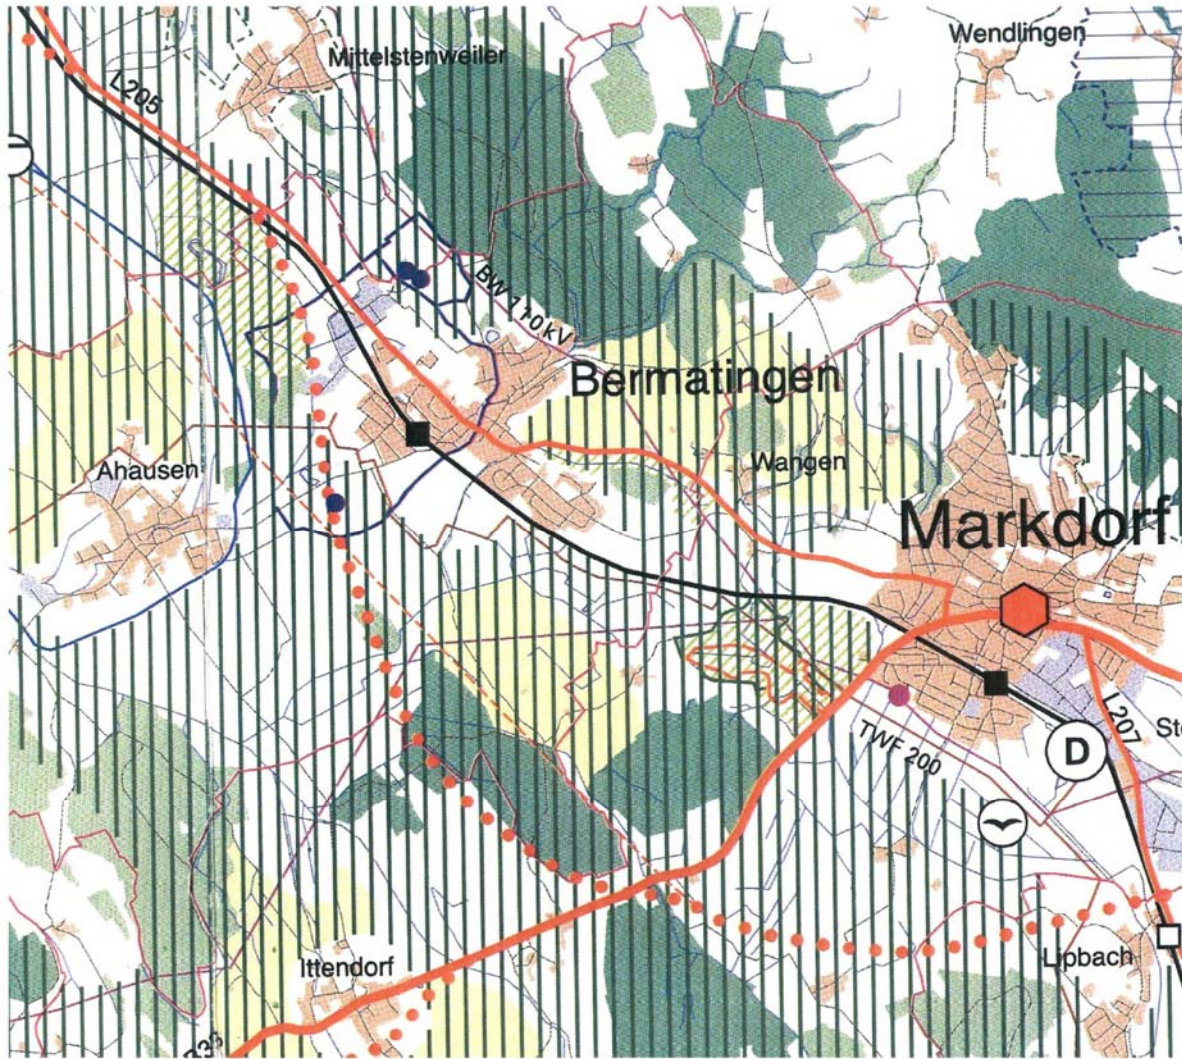 Mittelstenweiler
Wendlingen
L205
BW 110 kV
Bermatingen
Ahausen
Wangen
Markdorf
L207
TWF 200
D
Ittendorf
Lipbach